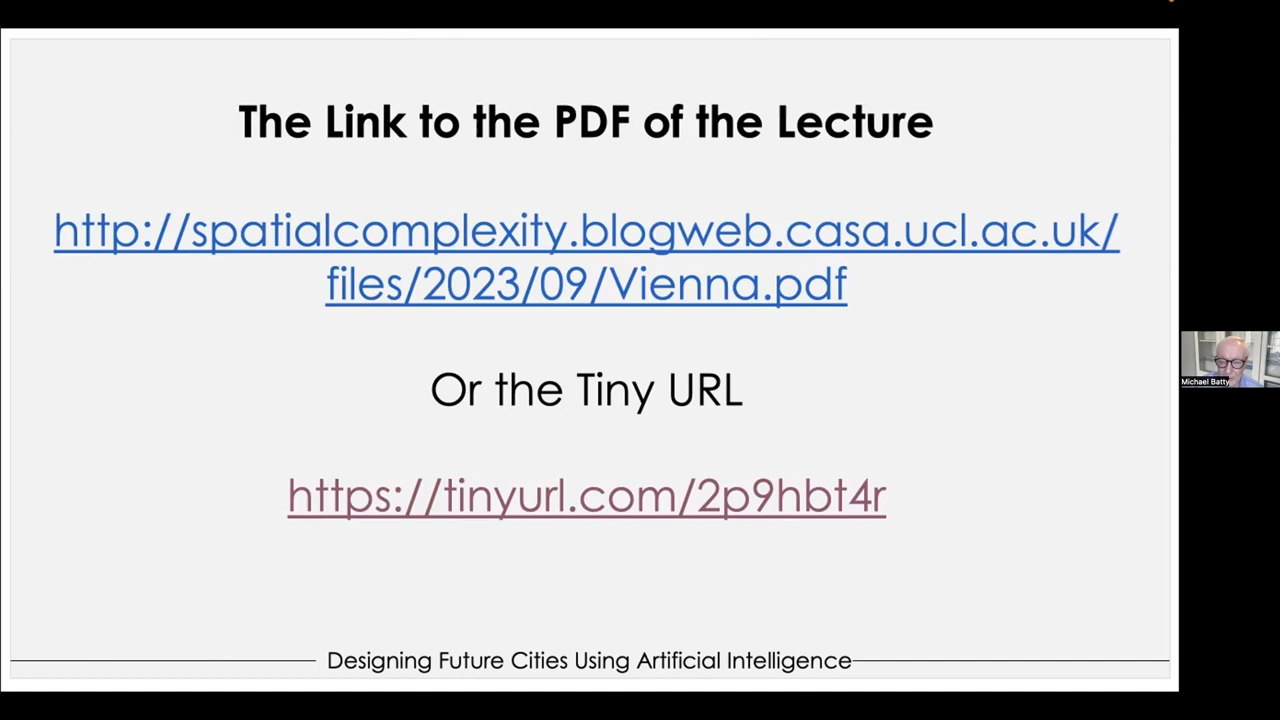 The Link to the PDF of the Lecture
http://spatialcomplexity.blogweb.casa.ucl.ac.uk/
files/2023/09/Vienna.pdf
Or the Tiny URL
https://tinyurl.com/2p9hbt4r
Michael Batty
Designing Future Cities Using Artificial Intelligence